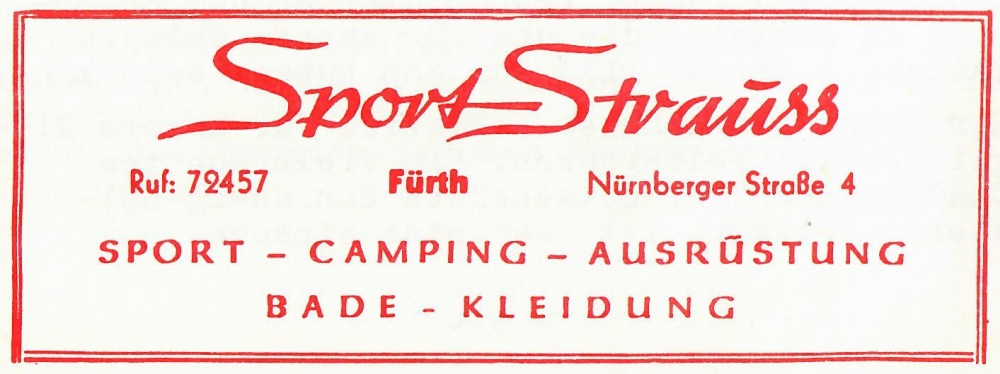 Sport Strauss
Ruf: 72457 Fürth Nürnberger Straße 4
SPORT – CAMPING – AUSRÜSTUNG
BADE - KLEIDUNG